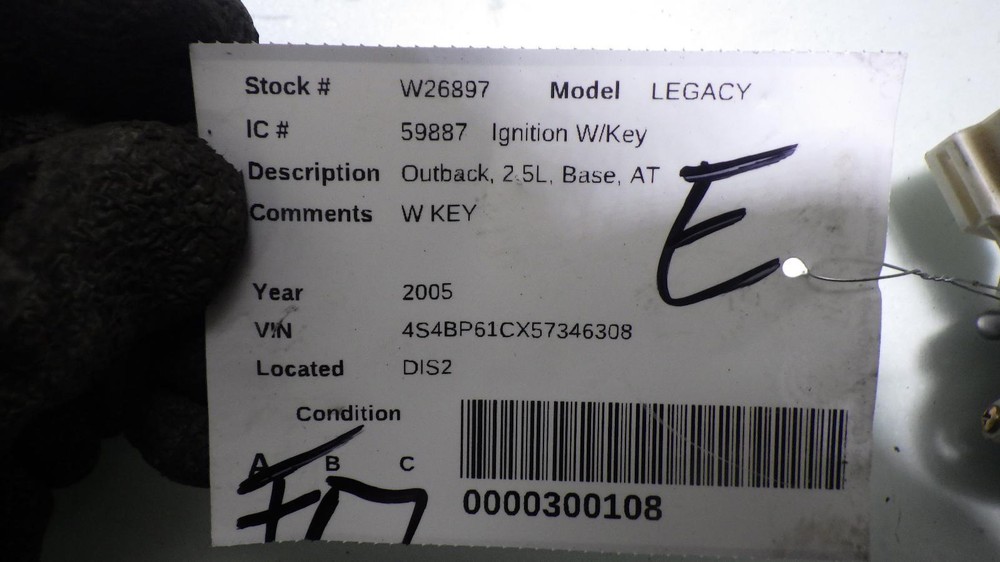 Stock # W26897 Model LEGACY
IC # 59887 Ignition W/Key
Description Outback, 2.5L, Base, AT
Comments W KEY
E
Year 2005
VIN 4S4BP61CX57346308
Located DIS2
Condition
A B C
0000300108